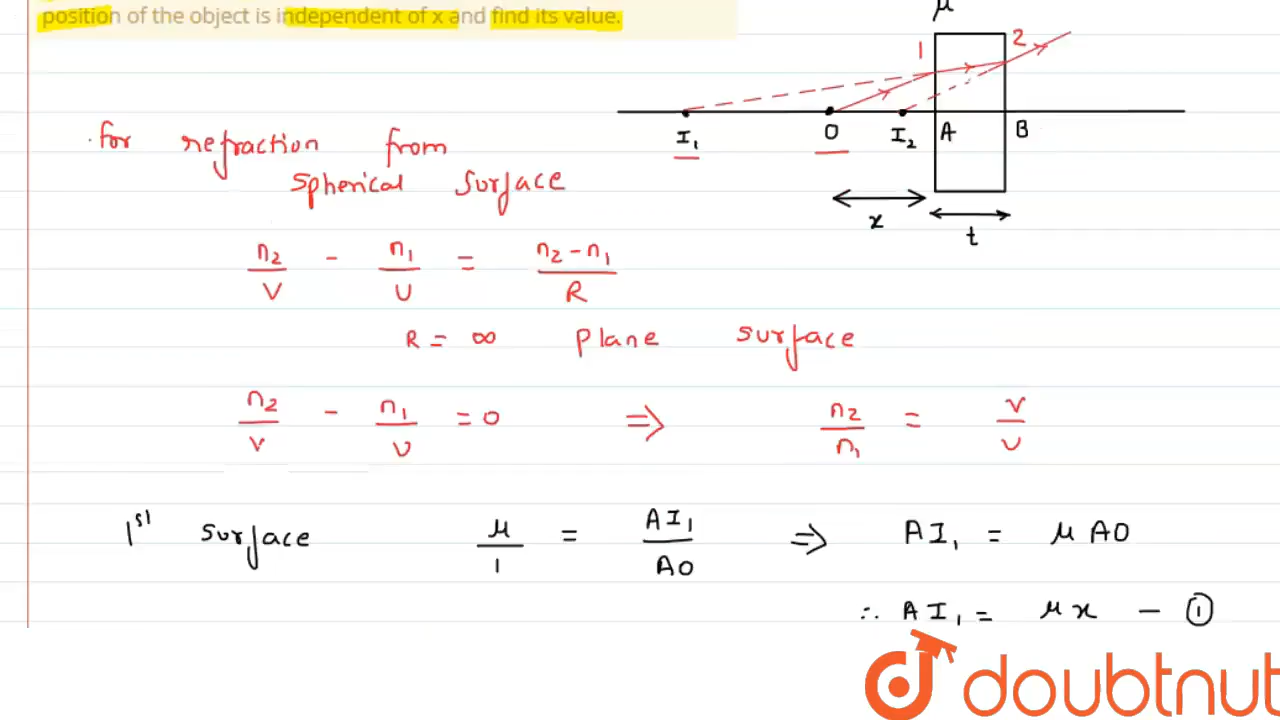 position of the object is independent of x and find its value.
μ
1 2
I₁ O I₂ A B
x t
for refraction from
spherical surface
n₂/V - n₁/U = n₂-n₁/R
R = ∞ plane surface
n₂/v - n₁/υ = 0 ⇒ n₂/n₁ = v/υ
1st surface μ/1 = AI₁/AO ⇒ AI₁ = μ AO
∴ AI₁ = μx - ①
doubtnut